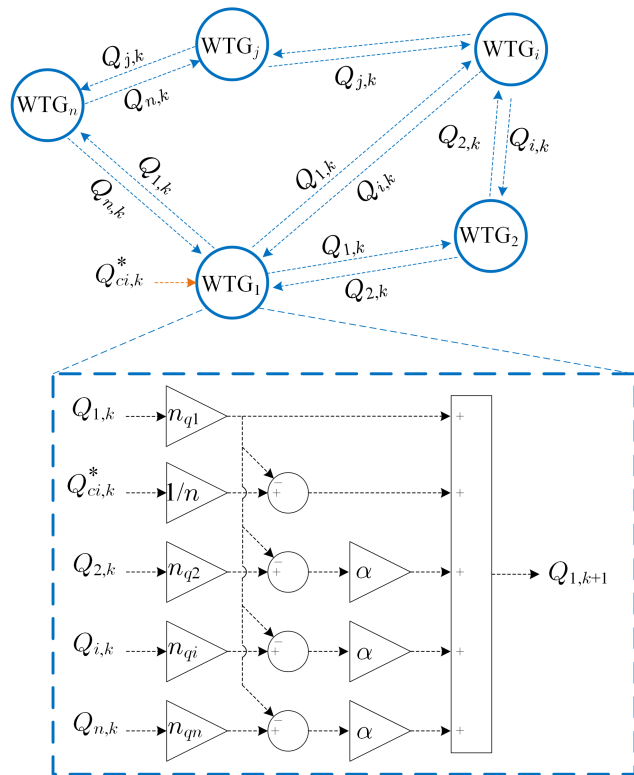 WTG_j
WTG_i
Q_{j,k}
Q_{n,k}
Q_{j,k}
WTG_n
Q_{2,k}
Q_{i,k}
Q_{1,k}
Q_{n,k}
Q_{1,k}
Q_{i,k}
WTG_2
Q_{1,k}
Q_{2,k}
Q^*_{ci,k}
WTG_1
Q_{1,k}
n_{q1}
+
Q^*_{ci,k}
1/n
−
+
+
Q_{2,k}
n_{q2}
−
+
α
+
Q_{1,k+1}
Q_{i,k}
n_{qi}
−
+
α
+
Q_{n,k}
n_{qn}
−
+
α
+